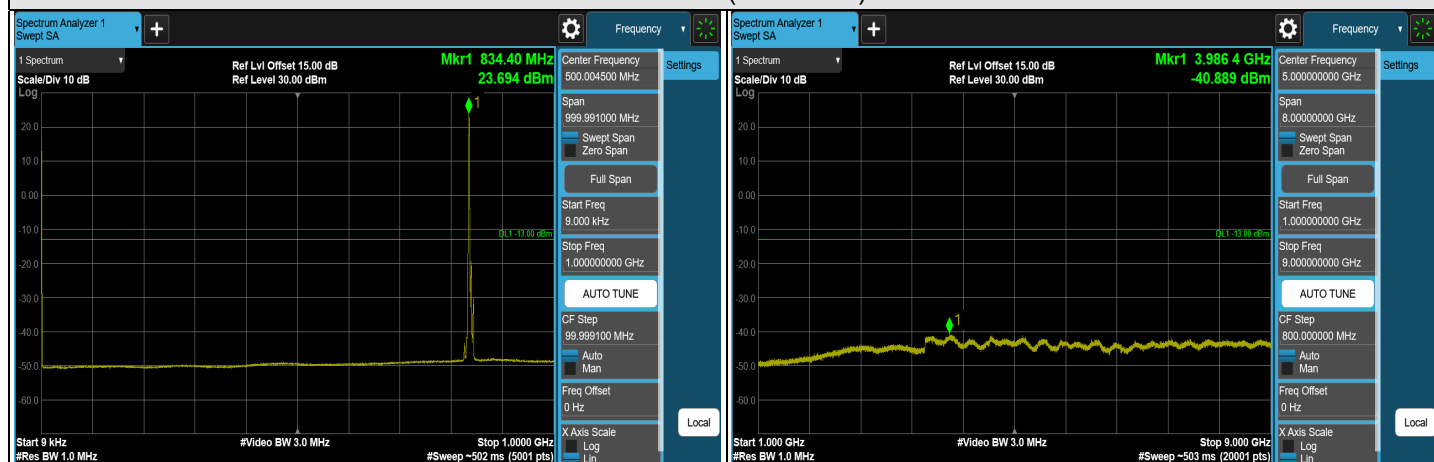 Spectrum Analyzer 1
Swept SA
Frequency
1 Spectrum
Scale/Div 10 dB
Log
Ref Lvl Offset 15.00 dB
Ref Level 30.00 dBm
Mkr1 834.40 MHz
23.694 dBm
1
20.0
10.0
0.00
-10.0
-20.0
-30.0
-40.0
-50.0
-60.0
DL1 -13.00 dBm
Start 9 kHz
#Res BW 1.0 MHz
#Video BW 3.0 MHz
Stop 1.0000 GHz
#Sweep ~502 ms (5001 pts)
Center Frequency
500.004500 MHz
Span
999.991000 MHz
Swept Span
Zero Span
Full Span
Start Freq
9.000 kHz
Stop Freq
1.000000000 GHz
AUTO TUNE
CF Step
99.999100 MHz
Auto
Man
Freq Offset
0 Hz
X Axis Scale
Log
Lin
Settings
Local
Spectrum Analyzer 1
Swept SA
Frequency
1 Spectrum
Scale/Div 10 dB
Log
Ref Lvl Offset 15.00 dB
Ref Level 30.00 dBm
Mkr1 3.986 4 GHz
-40.889 dBm
1
20.0
10.0
0.00
-10.0
-20.0
-30.0
-40.0
-50.0
-60.0
DL1 -13.00 dBm
Start 1.000 GHz
#Res BW 1.0 MHz
#Video BW 3.0 MHz
Stop 9.000 GHz
#Sweep ~503 ms (20001 pts)
Center Frequency
5.000000000 GHz
Span
8.00000000 GHz
Swept Span
Zero Span
Full Span
Start Freq
1.000000000 GHz
Stop Freq
9.000000000 GHz
AUTO TUNE
CF Step
800.000000 MHz
Auto
Man
Freq Offset
0 Hz
X Axis Scale
Log
Lin
Settings
Local